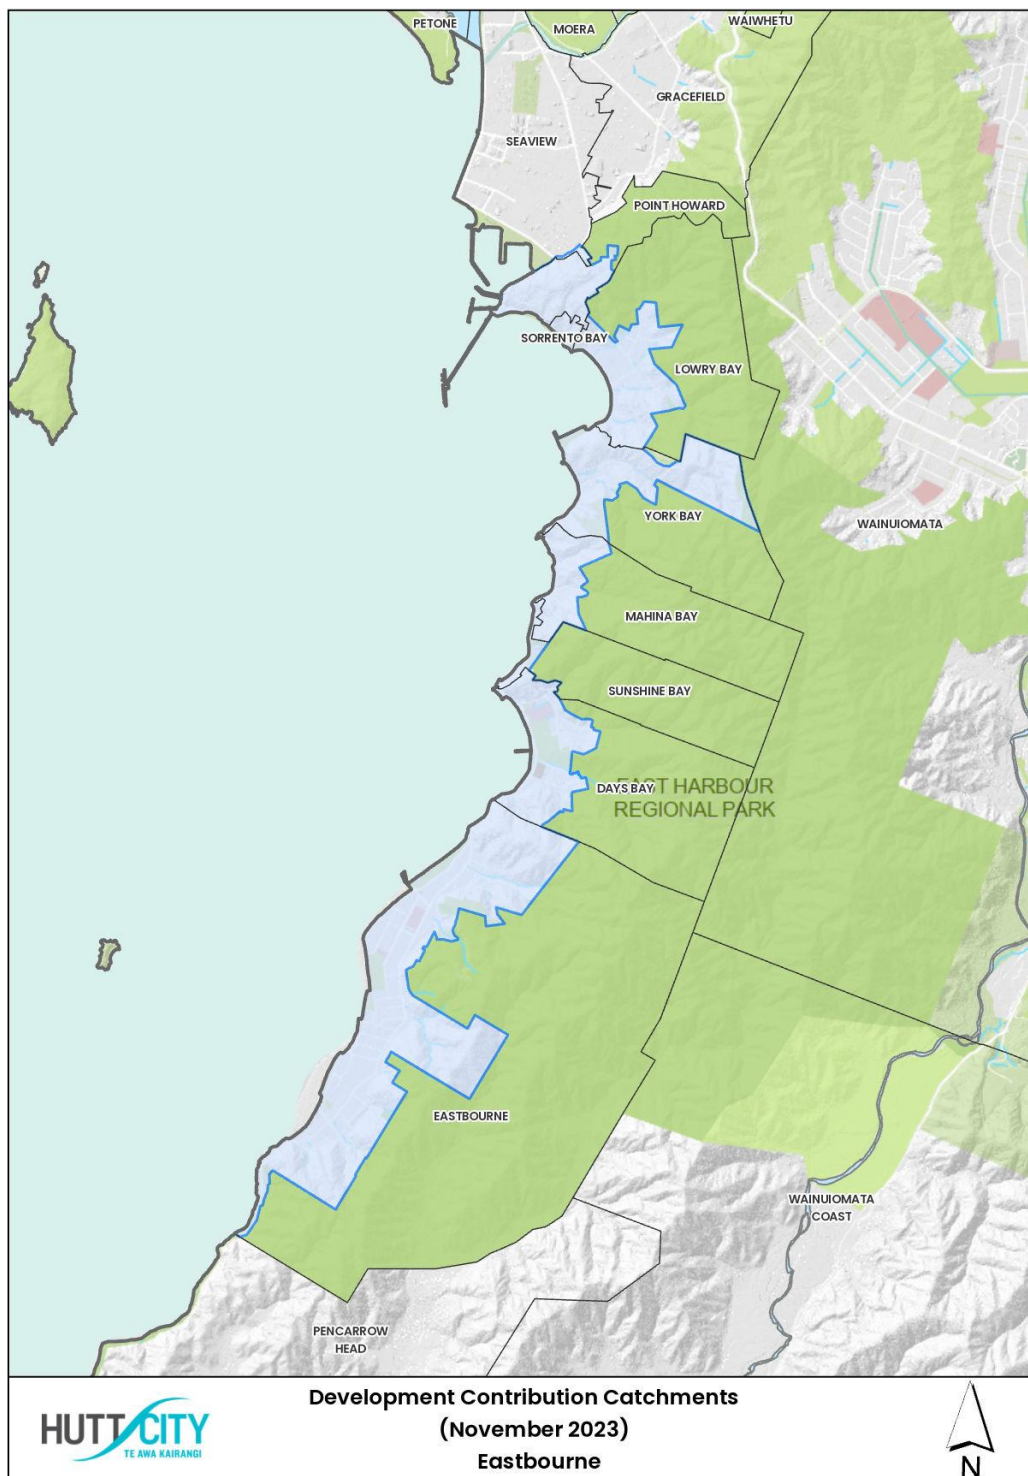 PETONE
MOERA
WAIWHETU
GRACEFIELD
SEAVIEW
POINT HOWARD
SORRENTO BAY
LOWRY BAY
YORK BAY
WAINUIOMATA
MAHINA BAY
SUNSHINE BAY
EAST HARBOUR
DAYS BAY
REGIONAL PARK
EASTBOURNE
WAINUIOMATA
COAST
PENCARROW
HEAD
HUTT CITY
TE AWA KAIRANGI
Development Contribution Catchments
(November 2023)
Eastbourne
N